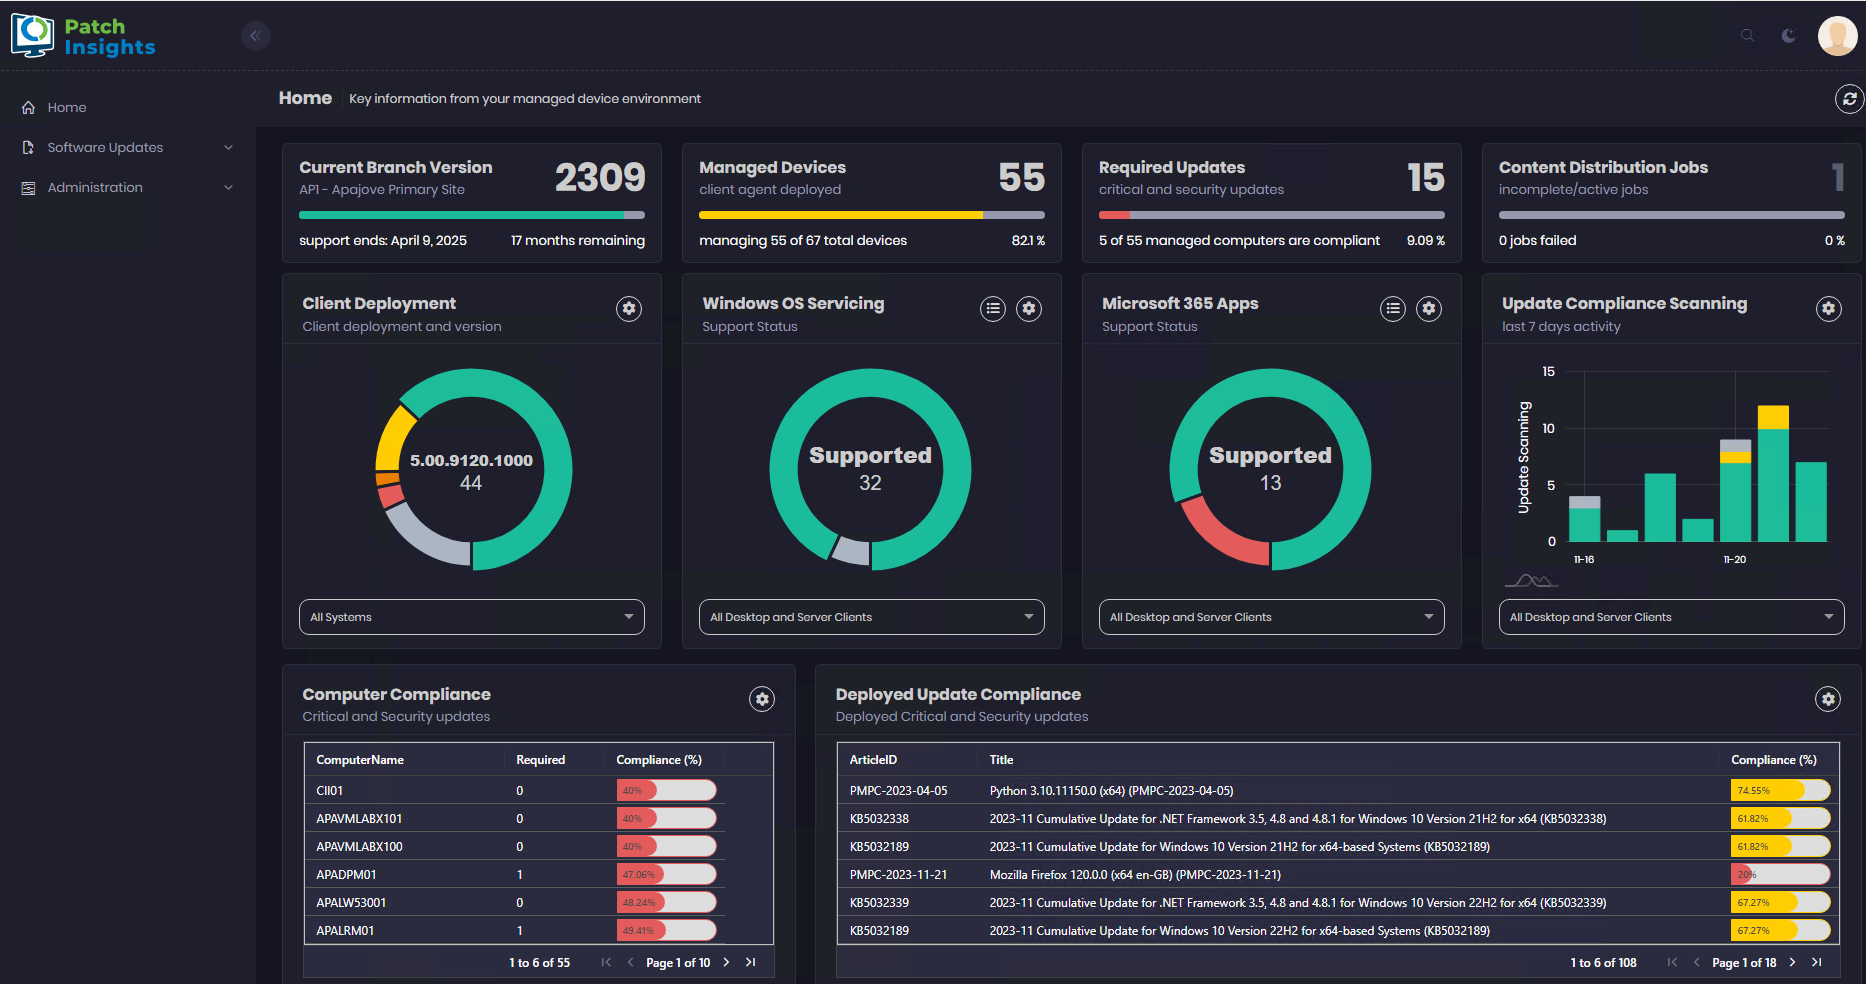 Patch
Insights
Home
Software Updates
Administration
Home
Key information from your managed device environment
Current Branch Version
AP1 - Apajove Primary Site
2309
support ends: April 9, 2025
17 months remaining
Managed Devices
client agent deployed
55
managing 55 of 67 total devices
82.1 %
Required Updates
critical and security updates
15
5 of 55 managed computers are compliant
9.09 %
Content Distribution Jobs
incomplete/active jobs
1
0 jobs failed
0 %
Client Deployment
Client deployment and version
5.00.9120.1000
44
All Systems
Windows OS Servicing
Support Status
Supported
32
All Desktop and Server Clients
Microsoft 365 Apps
Support Status
Supported
13
All Desktop and Server Clients
Update Compliance Scanning
last 7 days activity
Update Scanning
15
10
5
0
11-16
11-20
All Desktop and Server Clients
Computer Compliance
Critical and Security updates
ComputerName Required Compliance (%)
CII01 0 40%
APAVMLABX101 0 40%
APAVMLABX100 0 40%
APADPM01 1 47.06%
APALW53001 0 48.24%
APALRM01 1 49.41%
1 to 6 of 55 Page 1 of 10
Deployed Update Compliance
Deployed Critical and Security updates
ArticleID Title Compliance (%)
PMPC-2023-04-05 Python 3.10.11150.0 (x64) (PMPC-2023-04-05) 74.55%
KB5032338 2023-11 Cumulative Update for .NET Framework 3.5, 4.8 and 4.8.1 for Windows 10 Version 21H2 for x64 (KB5032338) 61.82%
KB5032189 2023-11 Cumulative Update for Windows 10 Version 21H2 for x64-based Systems (KB5032189) 61.82%
PMPC-2023-11-21 Mozilla Firefox 120.0.0 (x64 en-GB) (PMPC-2023-11-21) 20%
KB5032339 2023-11 Cumulative Update for .NET Framework 3.5, 4.8 and 4.8.1 for Windows 10 Version 22H2 for x64 (KB5032339) 67.27%
KB5032189 2023-11 Cumulative Update for Windows 10 Version 22H2 for x64-based Systems (KB5032189) 67.27%
1 to 6 of 108 Page 1 of 18